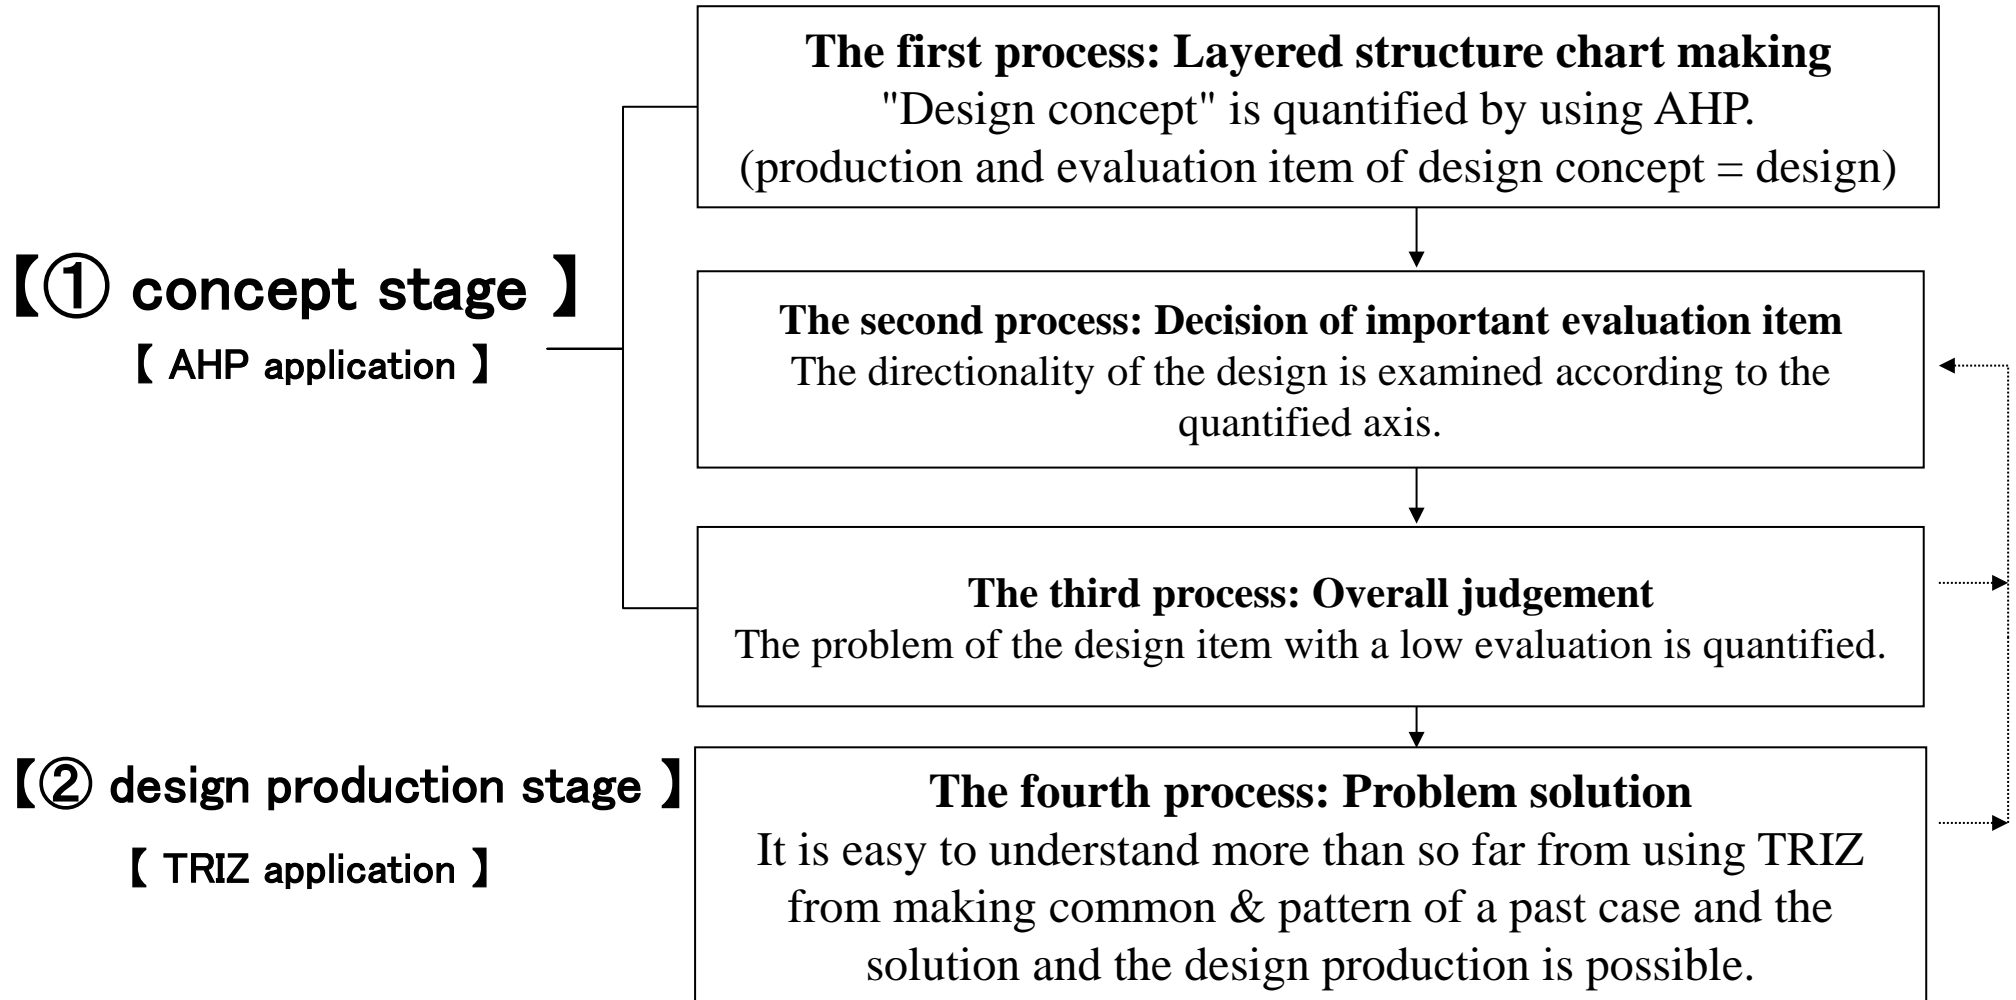 The first process: Layered structure chart making
"Design concept" is quantified by using AHP.
(production and evaluation item of design concept = design)
【① concept stage 】
【 AHP application 】
The second process: Decision of important evaluation item
The directionality of the design is examined according to the
quantified axis.
The third process: Overall judgement
The problem of the design item with a low evaluation is quantified.
【② design production stage 】
【 TRIZ application 】
The fourth process: Problem solution
It is easy to understand more than so far from using TRIZ
from making common & pattern of a past case and the
solution and the design production is possible.